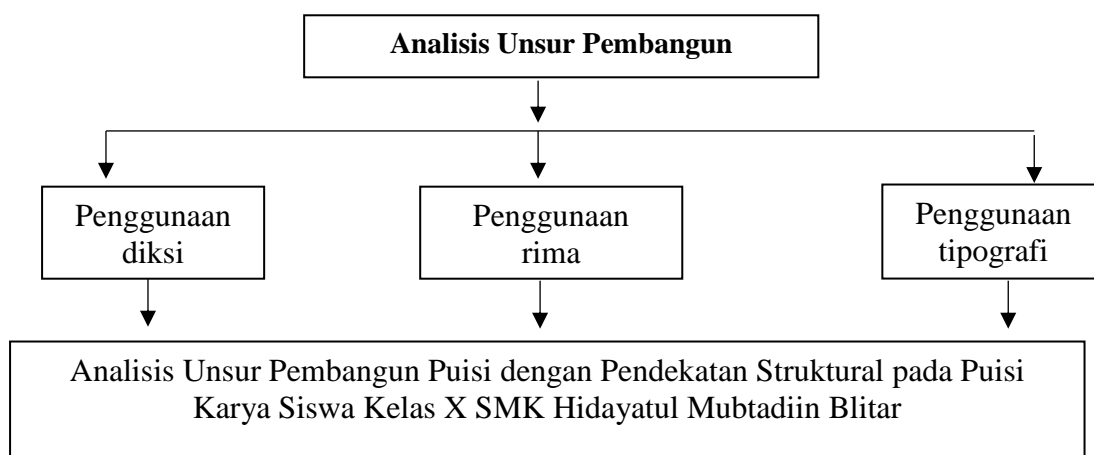 Analisis Unsur Pembangun
Penggunaan
diksi
Penggunaan
rima
Penggunaan
tipografi
Analisis Unsur Pembangun Puisi dengan Pendekatan Struktural pada Puisi
Karya Siswa Kelas X SMK Hidayatul Mubtadiin Blitar